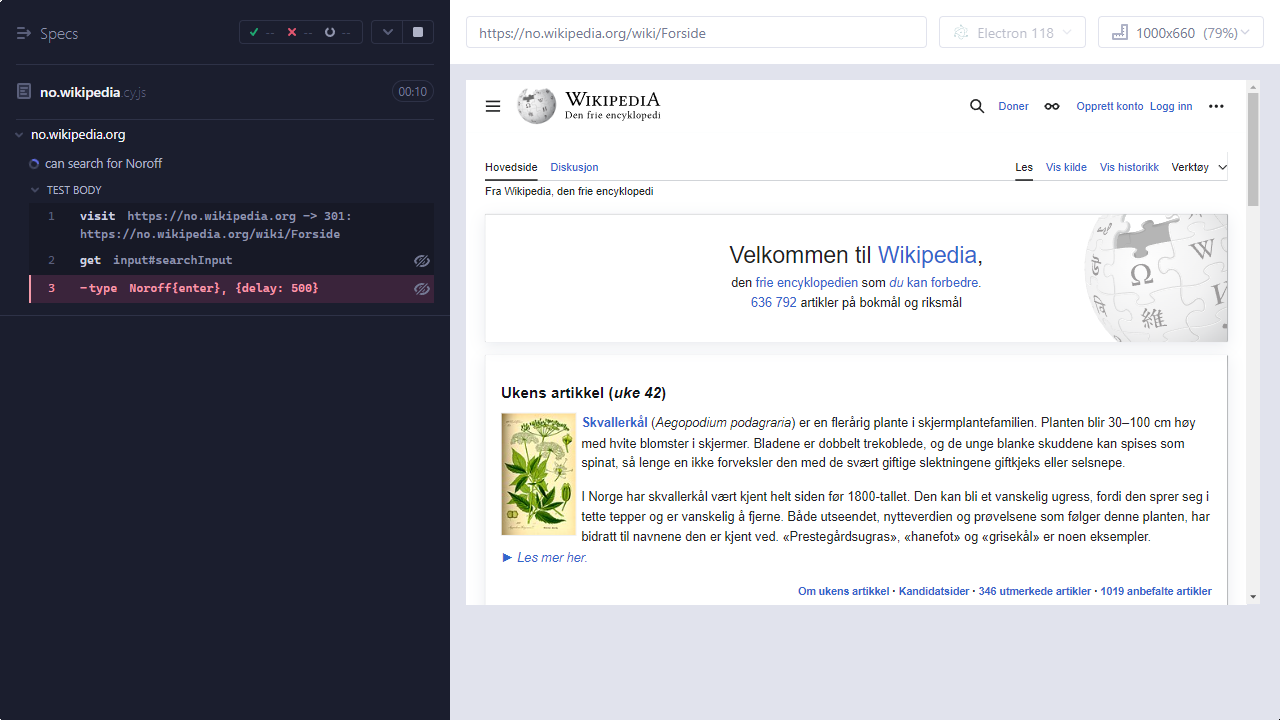 Specs
-- -- --
no.wikipedia.cy.js
00:10
no.wikipedia.org
can search for Noroff
TEST BODY
1 visit https://no.wikipedia.org -> 301:
https://no.wikipedia.org/wiki/Forside
2 get input#searchInput
3 -type Noroff{enter}, {delay: 500}
https://no.wikipedia.org/wiki/Forside
Electron 118
1000x660 (79%)
WIKIPEDIA
Den frie encyklopedi
Doner
Opprett konto Logg inn
Hovedside Diskusjon
Les Vis kilde Vis historikk Verktøy
Fra Wikipedia, den frie encyklopedi
Velkommen til Wikipedia,
den frie encyklopedien som du kan forbedre.
636 792 artikler på bokmål og riksmål
Ω W
維
Ukens artikkel (uke 42)
Skvallerkål (Aegopodium podagraria) er en flerårig plante i skjermplantefamilien. Planten blir 30–100 cm høy
med hvite blomster i skjermer. Bladene er dobbelt trekoblede, og de unge blanke skuddene kan spises som
spinat, så lenge en ikke forveksler den med de svært giftige slektningene giftkjeks eller selsnepe.
I Norge har skvallerkål vært kjent helt siden før 1800-tallet. Den kan bli et vanskelig ugress, fordi den sprer seg i
tette tepper og er vanskelig å fjerne. Både utseendet, nytteverdien og prøvelsene som følger denne planten, har
bidratt til navnene den er kjent ved. «Prestegårdsugras», «hanefot» og «grisekål» er noen eksempler.
► Les mer her.
Om ukens artikkel · Kandidatsider · 346 utmerkede artikler · 1019 anbefalte artikler